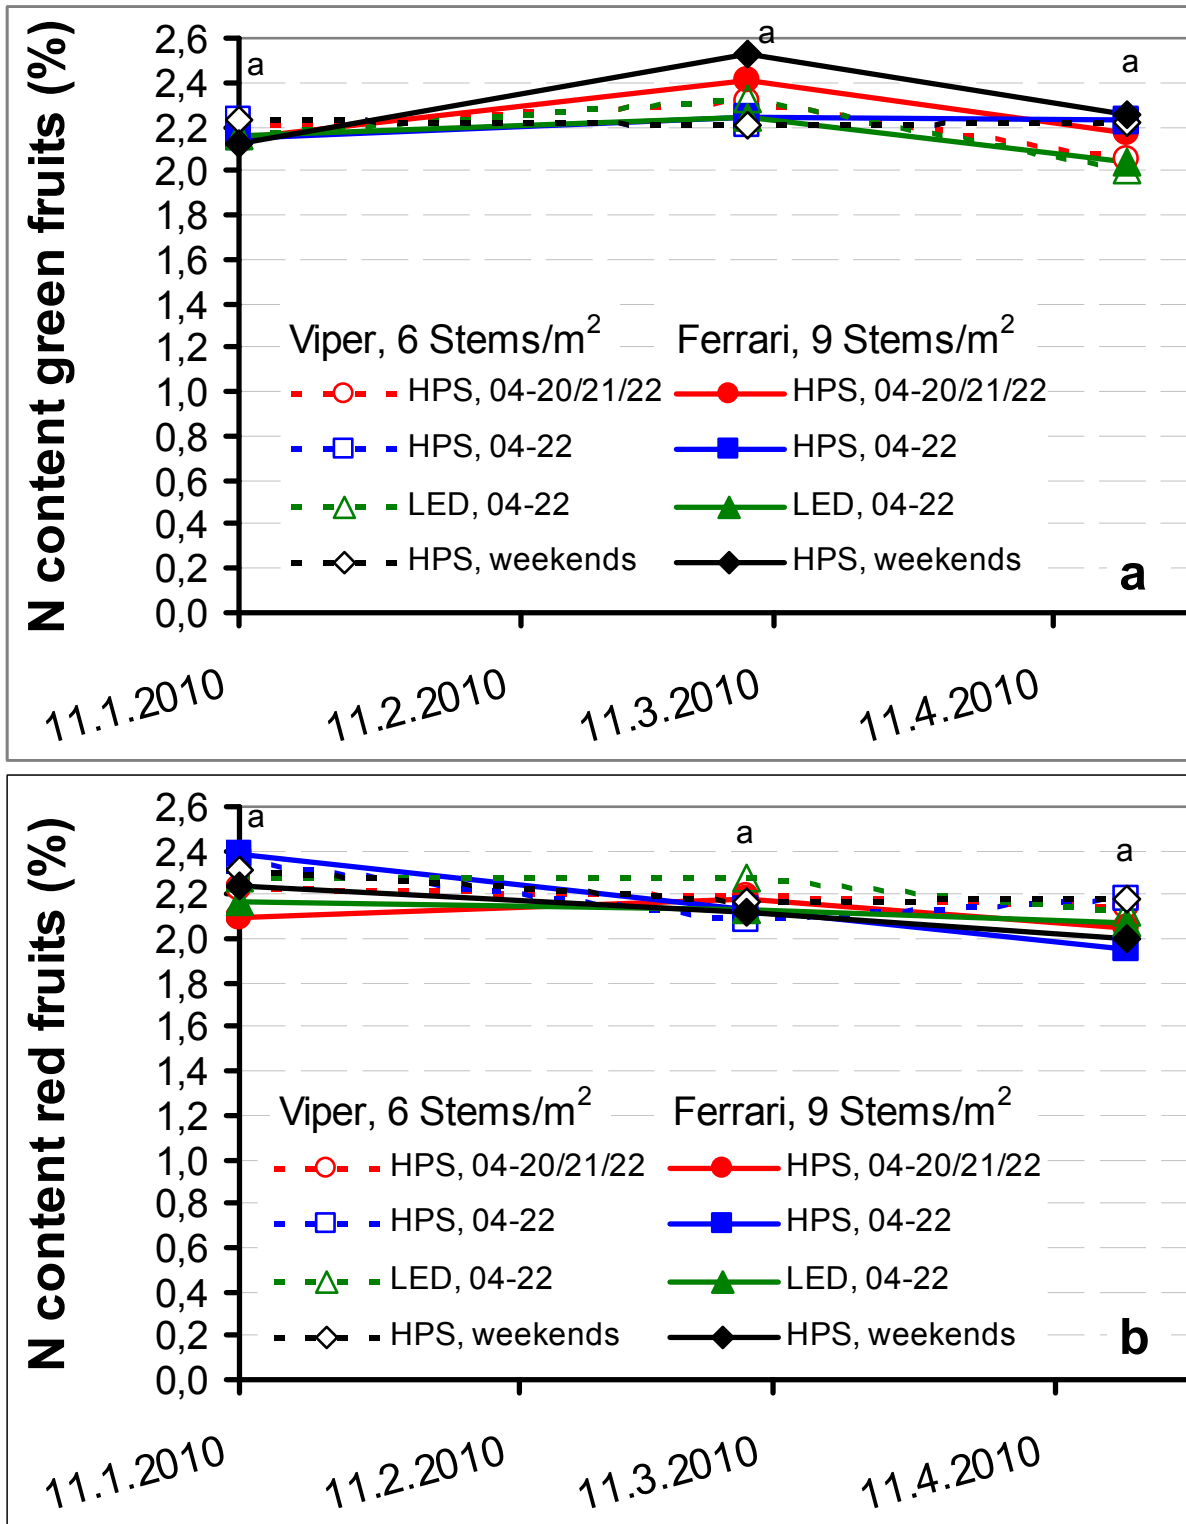 N content green fruits (%)
2,6
2,4
2,2
2,0
1,8
1,6
1,4
1,2
1,0
0,8
0,6
0,4
0,2
0,0
a
a
a
Viper, 6 Stems/m²
HPS, 04-20/21/22
HPS, 04-22
LED, 04-22
HPS, weekends
Ferrari, 9 Stems/m²
HPS, 04-20/21/22
HPS, 04-22
LED, 04-22
HPS, weekends
a
11.1.2010
11.2.2010
11.3.2010
11.4.2010
N content red fruits (%)
2,6
2,4
2,2
2,0
1,8
1,6
1,4
1,2
1,0
0,8
0,6
0,4
0,2
0,0
a
a
a
Viper, 6 Stems/m²
HPS, 04-20/21/22
HPS, 04-22
LED, 04-22
HPS, weekends
Ferrari, 9 Stems/m²
HPS, 04-20/21/22
HPS, 04-22
LED, 04-22
HPS, weekends
b
11.1.2010
11.2.2010
11.3.2010
11.4.2010